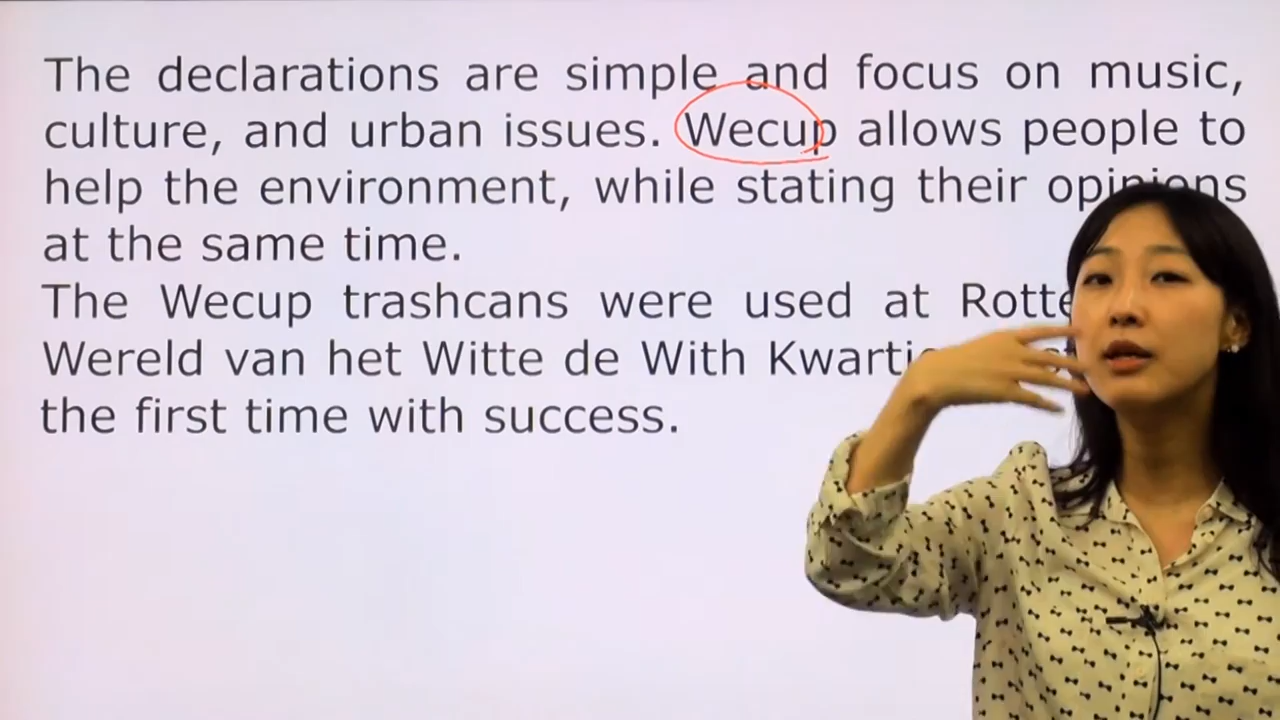 The declarations are simple and focus on music,
culture, and urban issues. Wecup allows people to
help the environment, while stating their opinions
at the same time.
The Wecup trashcans were used at
Wereld van het Witte de With
the first time with success.